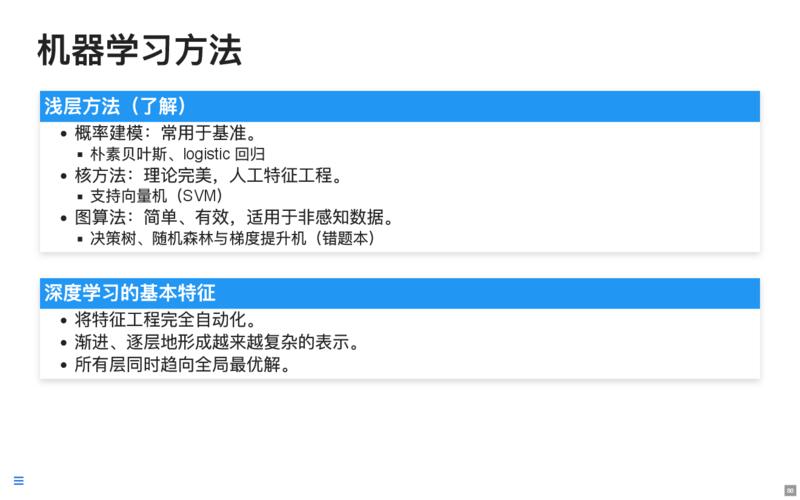 机器学习方法
浅层方法（了解）
• 概率建模：常用于基准。
▪ 朴素贝叶斯、logistic 回归
• 核方法：理论完美，人工特征工程。
▪ 支持向量机（SVM）
• 图算法：简单、有效，适用于非感知数据。
▪ 决策树、随机森林与梯度提升机（错题本）
深度学习的基本特征
• 将特征工程完全自动化。
• 渐进、逐层地形成越来越复杂的表示。
• 所有层同时趋向全局最优解。